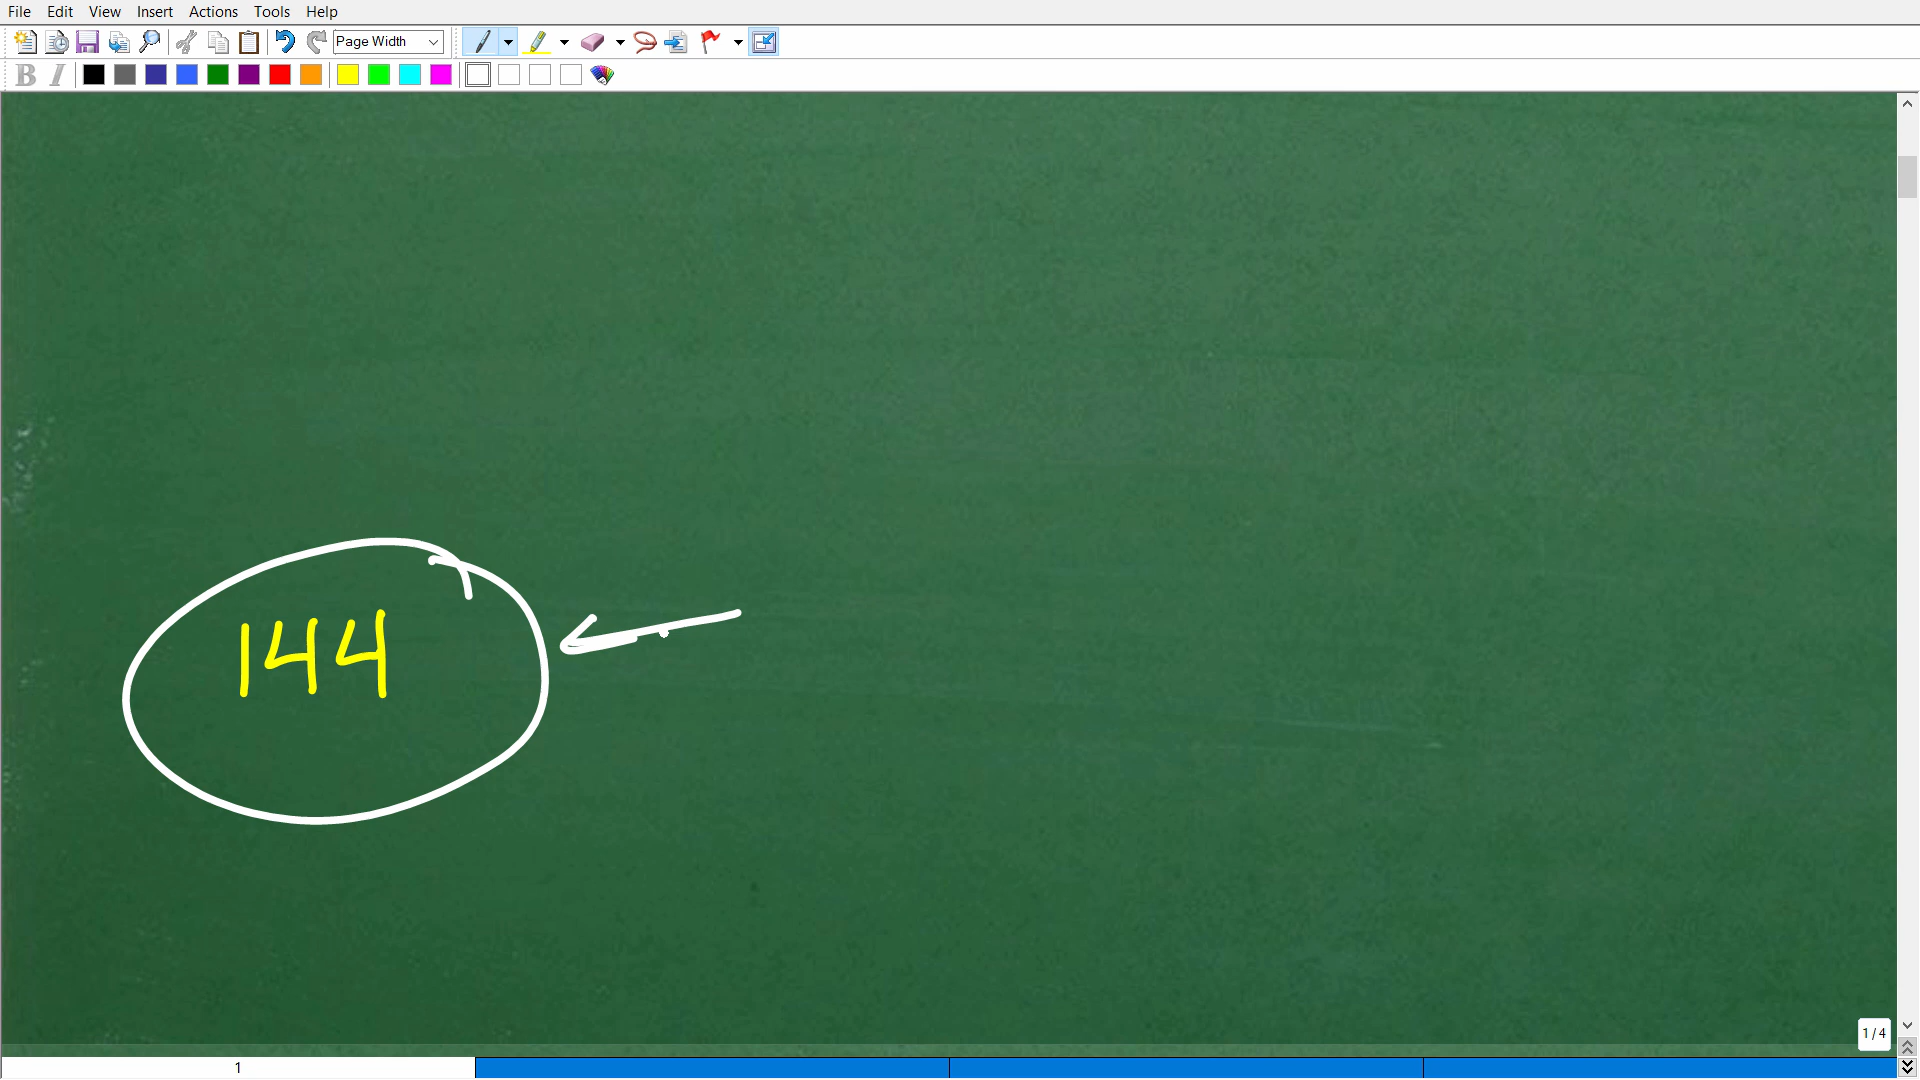 File Edit View Insert Actions Tools Help
Page Width
B I
144
1 / 4
1